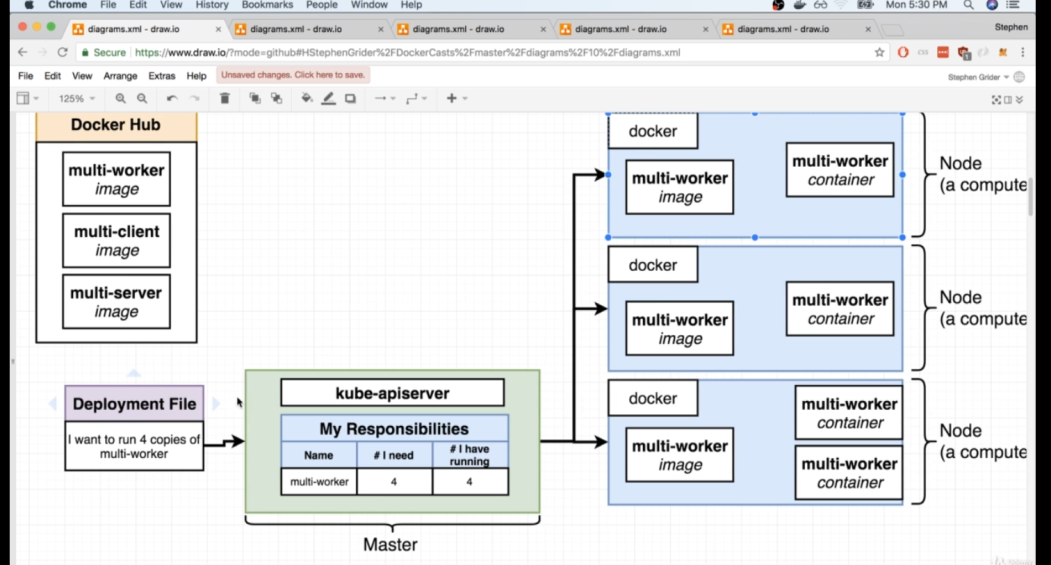 Chrome File Edit View History Bookmarks People Window Help Mon 5:30 PM
diagrams.xml - draw.io diagrams.xml - draw.io diagrams.xml - draw.io diagrams.xml - draw.io diagrams.xml - draw.io Stephen
Secure https://www.draw.io/?mode=github#HStephenGrider%2FDockerCasts%2Fmaster%2Fdiagrams%2F10%2Fdiagrams.xml
File Edit View Arrange Extras Help Unsaved changes. Click here to save. Stephen Grider
125%
Docker Hub
multi-worker
image
multi-client
image
multi-server
image
Deployment File
I want to run 4 copies of
multi-worker
kube-apiserver
My Responsibilities
Name # I need # I have
running
multi-worker 4 4
Master
docker
multi-worker
image
multi-worker
container
Node
(a compute
docker
multi-worker
image
multi-worker
container
Node
(a compute
docker
multi-worker
image
multi-worker
container
multi-worker
container
Node
(a compute